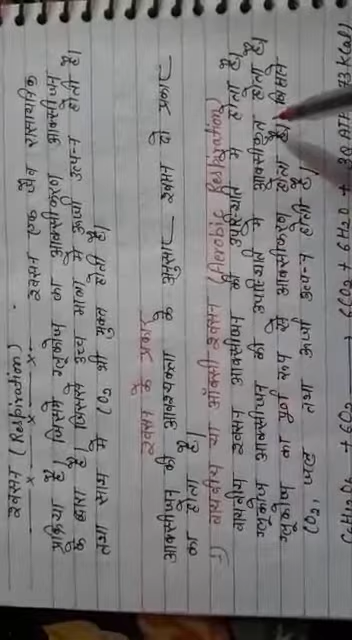 श्वसन (Respiration)
श्वसन एक जैव रासायनिक
प्रक्रिया है। जिसमें ग्लूकोज का आक्सीकरण आक्सीजन
के द्वारा है। जिससे उच्च मात्रा में ऊर्जा उत्पन्न होती है।
तथा साथ में CO2 भी मुक्त होती है।
श्वसन के प्रकार
आक्सीजन की आवश्यकता के अनुसार श्वसन दो प्रकार
का होता है।
1) वायवीय या ऑक्सी श्वसन (Aerobic Respiration)
वायवीय श्वसन आक्सीजन की उपस्थिति में होता है।
ग्लूकोज आक्सीजन की उपस्थिति में आक्सीकृत होता है।
ग्लूकोज का पूर्ण रूप से आक्सीकरण होता है। जिसमें
CO2, जल तथा ऊर्जा उत्पन्न होती है।
C6H12O6 + 6O2 → 6CO2 + 6H2O + 38 ATP